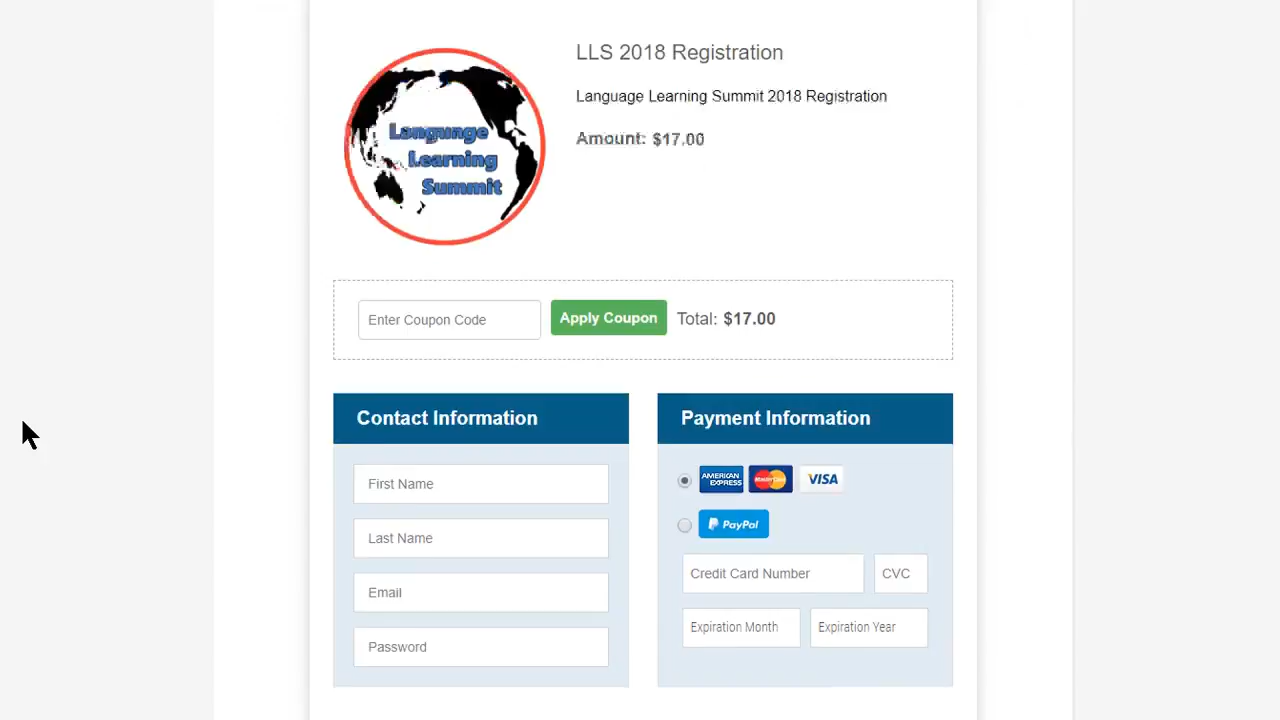 LLS 2018 Registration
Language Learning Summit 2018 Registration
Amount: $17.00
Language
Learning
Summit
Enter Coupon Code
Apply Coupon
Total: $17.00
Contact Information
First Name
Last Name
Email
Password
Payment Information
AMERICAN
EXPRESS
MasterCard
VISA
PayPal
Credit Card Number
CVC
Expiration Month
Expiration Year